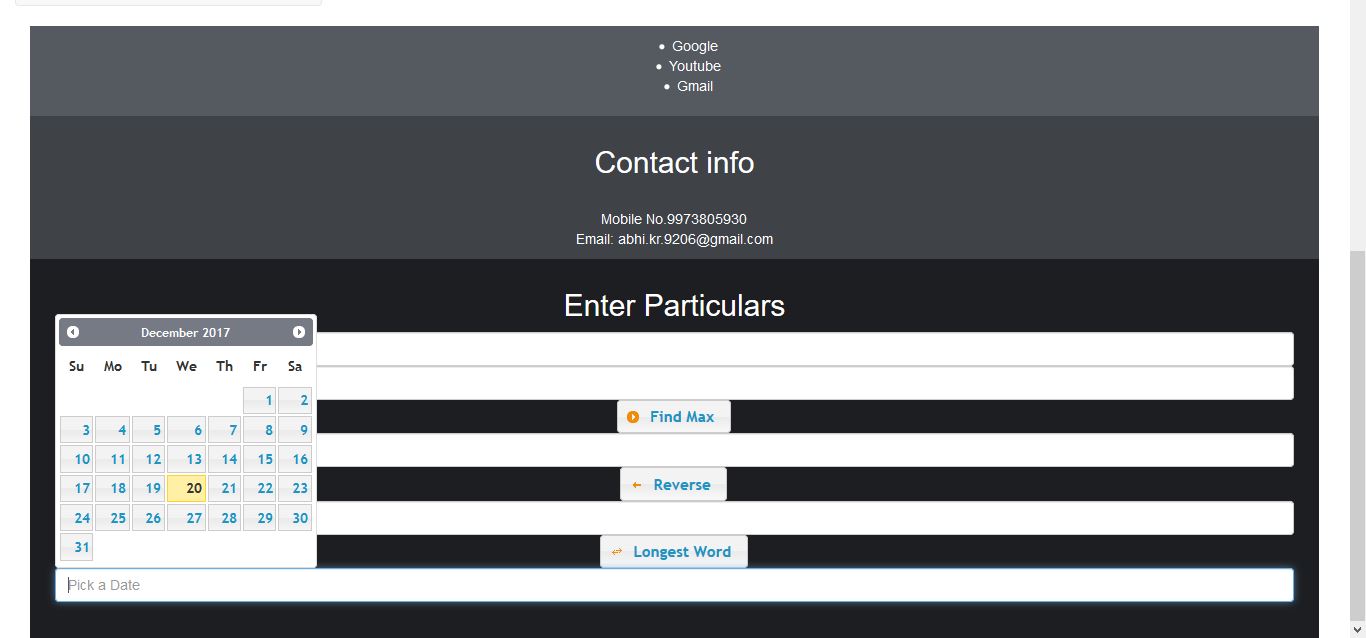 Google
Youtube
Gmail
Contact info
Mobile No.9973805930
Email: abhi.kr.9206@gmail.com
Enter Particulars
December 2017
Su Mo Tu We Th Fr Sa
1 2
3 4 5 6 7 8 9
10 11 12 13 14 15 16
17 18 19 20 21 22 23
24 25 26 27 28 29 30
31
Find Max
Reverse
Longest Word
Pick a Date